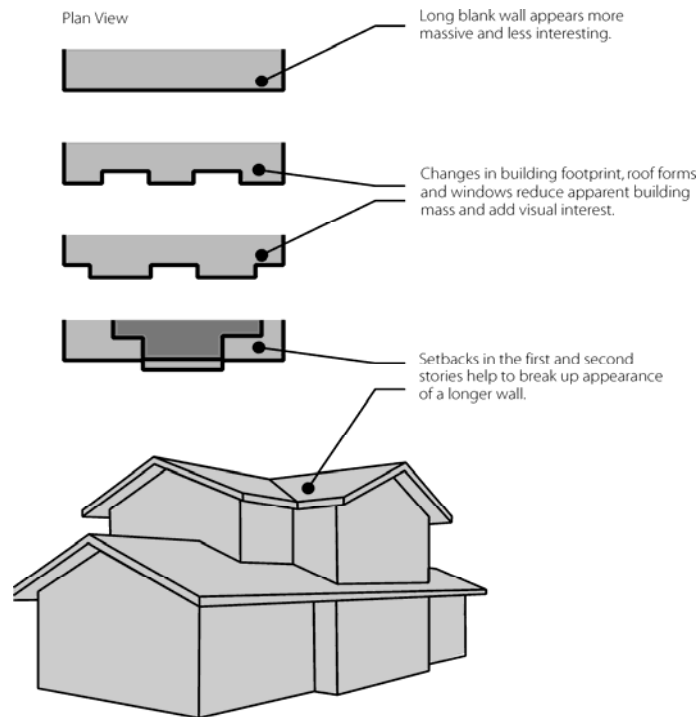 Plan View
Long blank wall appears more
massive and less interesting.
Changes in building footprint, roof forms
and windows reduce apparent building
mass and add visual interest.
Setbacks in the first and second
stories help to break up appearance
of a longer wall.